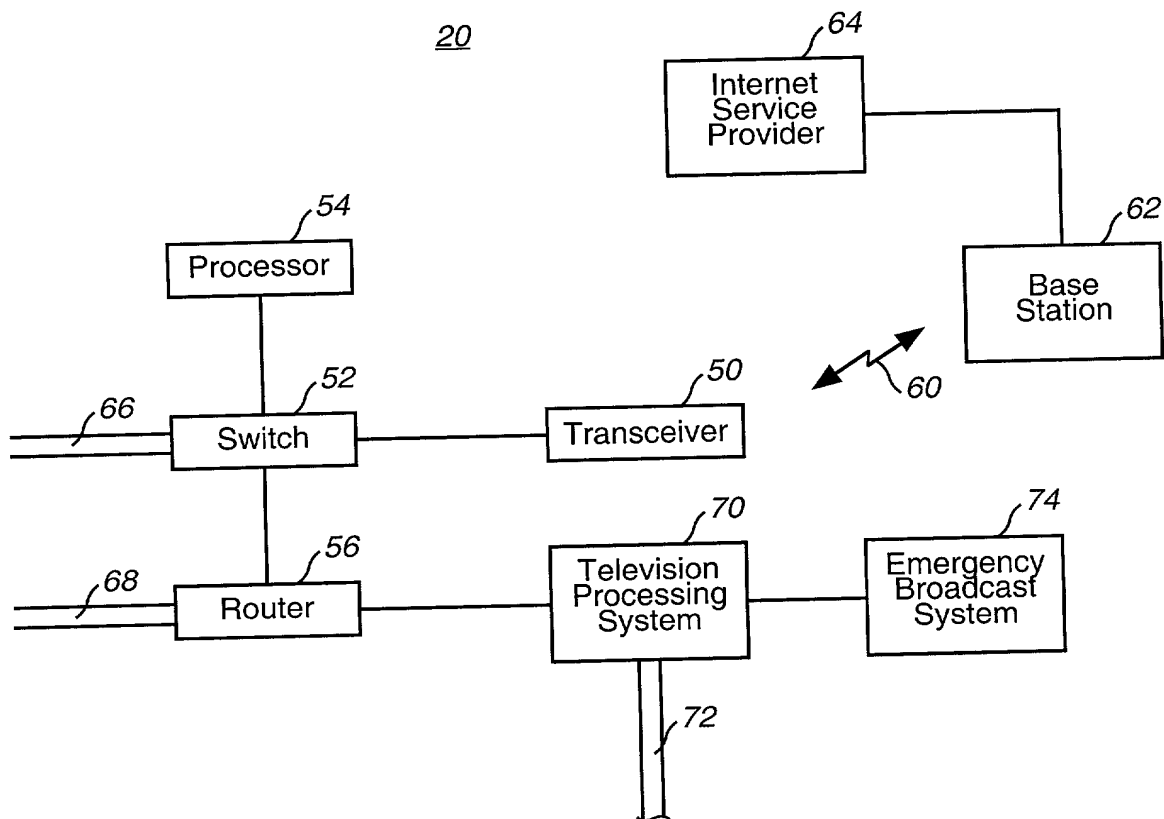 20
64
Internet
Service
Provider
62
Base
Station
54
Processor
60
52
66
Switch
50
Transceiver
70
Television
Processing
System
74
Emergency
Broadcast
System
56
68
Router
72